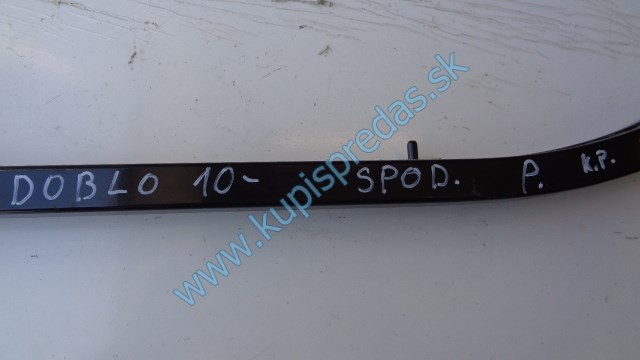 DOBLO 10- SPOD. P. K.P.
www.kupispredas.sk